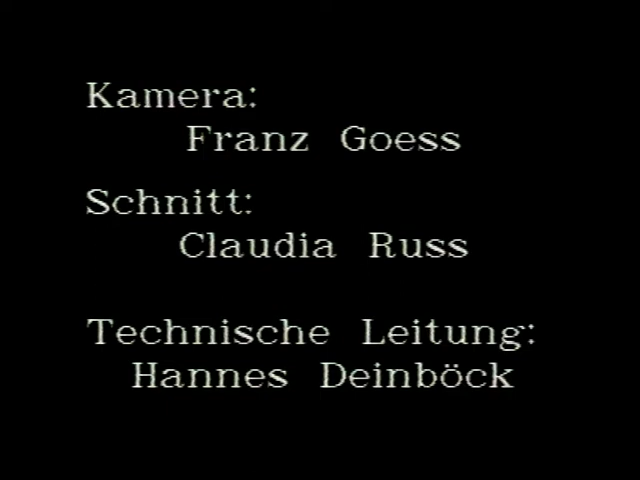 Kamera:
Franz Goess
Schnitt:
Claudia Russ
Technische Leitung:
Hannes Deinböck